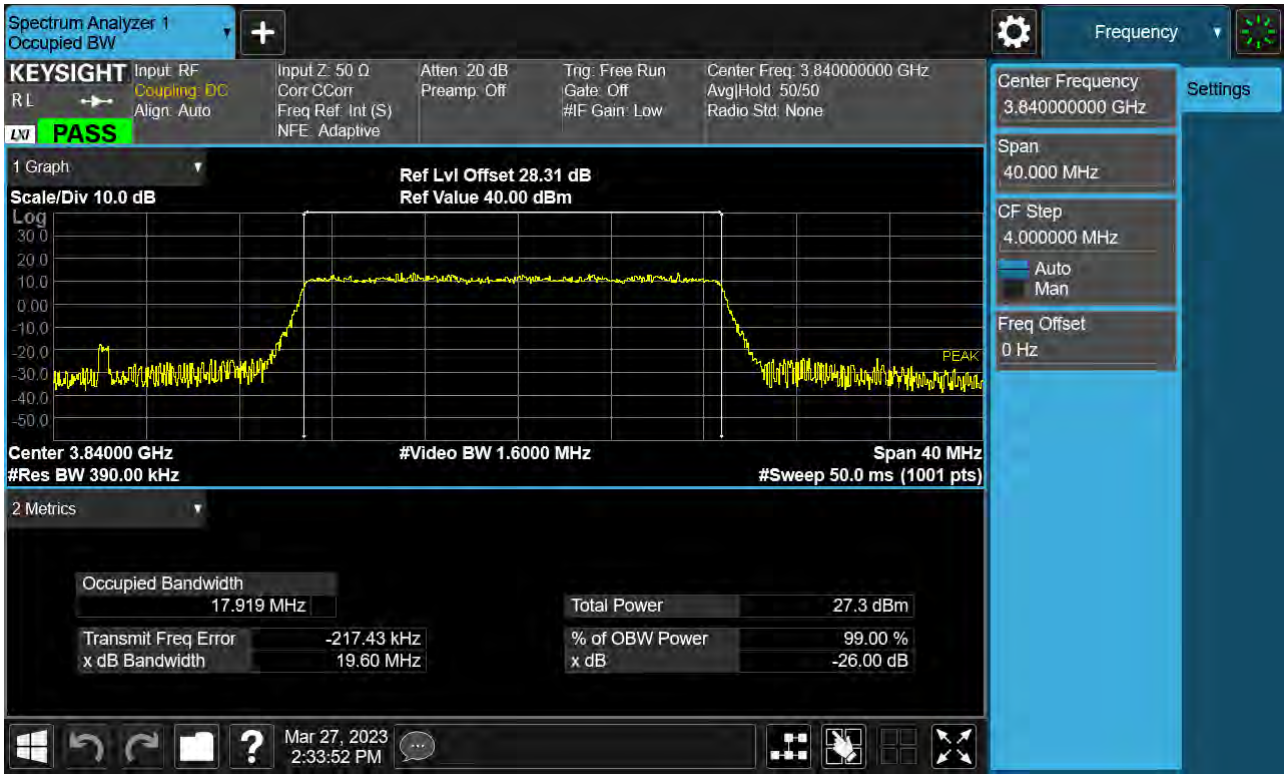 Spectrum Analyzer 1
Occupied BW
Frequency
KEYSIGHT
RL
LXI
PASS
Input: RF
Coupling: DC
Align: Auto
Input Z: 50 Ω
Corr CCorr
Freq Ref: Int (S)
NFE: Adaptive
Atten: 20 dB
Preamp: Off
Trig: Free Run
Gate: Off
#IF Gain: Low
Center Freq: 3.840000000 GHz
Avg|Hold: 50/50
Radio Std: None
Center Frequency
3.840000000 GHz
Settings
Span
40.000 MHz
CF Step
4.000000 MHz
Auto
Man
Freq Offset
0 Hz
1 Graph
Scale/Div 10.0 dB
Ref Lvl Offset 28.31 dB
Ref Value 40.00 dBm
Log
30.0
20.0
10.0
0.00
-10.0
-20.0
-30.0
-40.0
-50.0
PEAK
Center 3.84000 GHz
#Video BW 1.6000 MHz
Span 40 MHz
#Res BW 390.00 kHz
#Sweep 50.0 ms (1001 pts)
2 Metrics
Occupied Bandwidth
17.919 MHz
Total Power 27.3 dBm
Transmit Freq Error -217.43 kHz
% of OBW Power 99.00 %
x dB Bandwidth 19.60 MHz
x dB -26.00 dB
?
Mar 27, 2023
2:33:52 PM